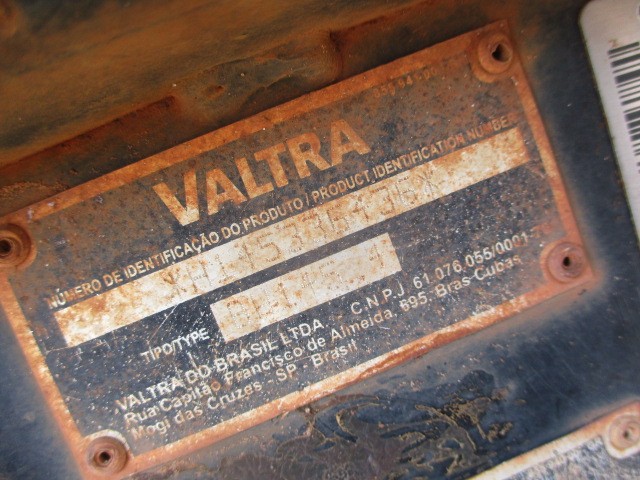 VALTRA
NÚMERO DE IDENTIFICAÇÃO DO PRODUTO / PRODUCT IDENTIFICATION NUMBER
TIPO/TYPE
VALTRA DO BRASIL LTDA C.N.P.J 61.076.055/0001-
Rua Capitão Francisco de Almeida, 695. Bras-Cubas
Mogi das Cruzes - SP - Brasil